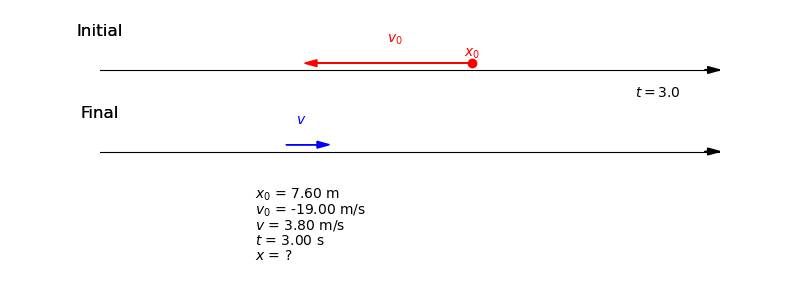 Initial
v₀
x₀
t = 3.0
Final
v
x₀ = 7.60 m
v₀ = -19.00 m/s
v = 3.80 m/s
t = 3.00 s
x = ?